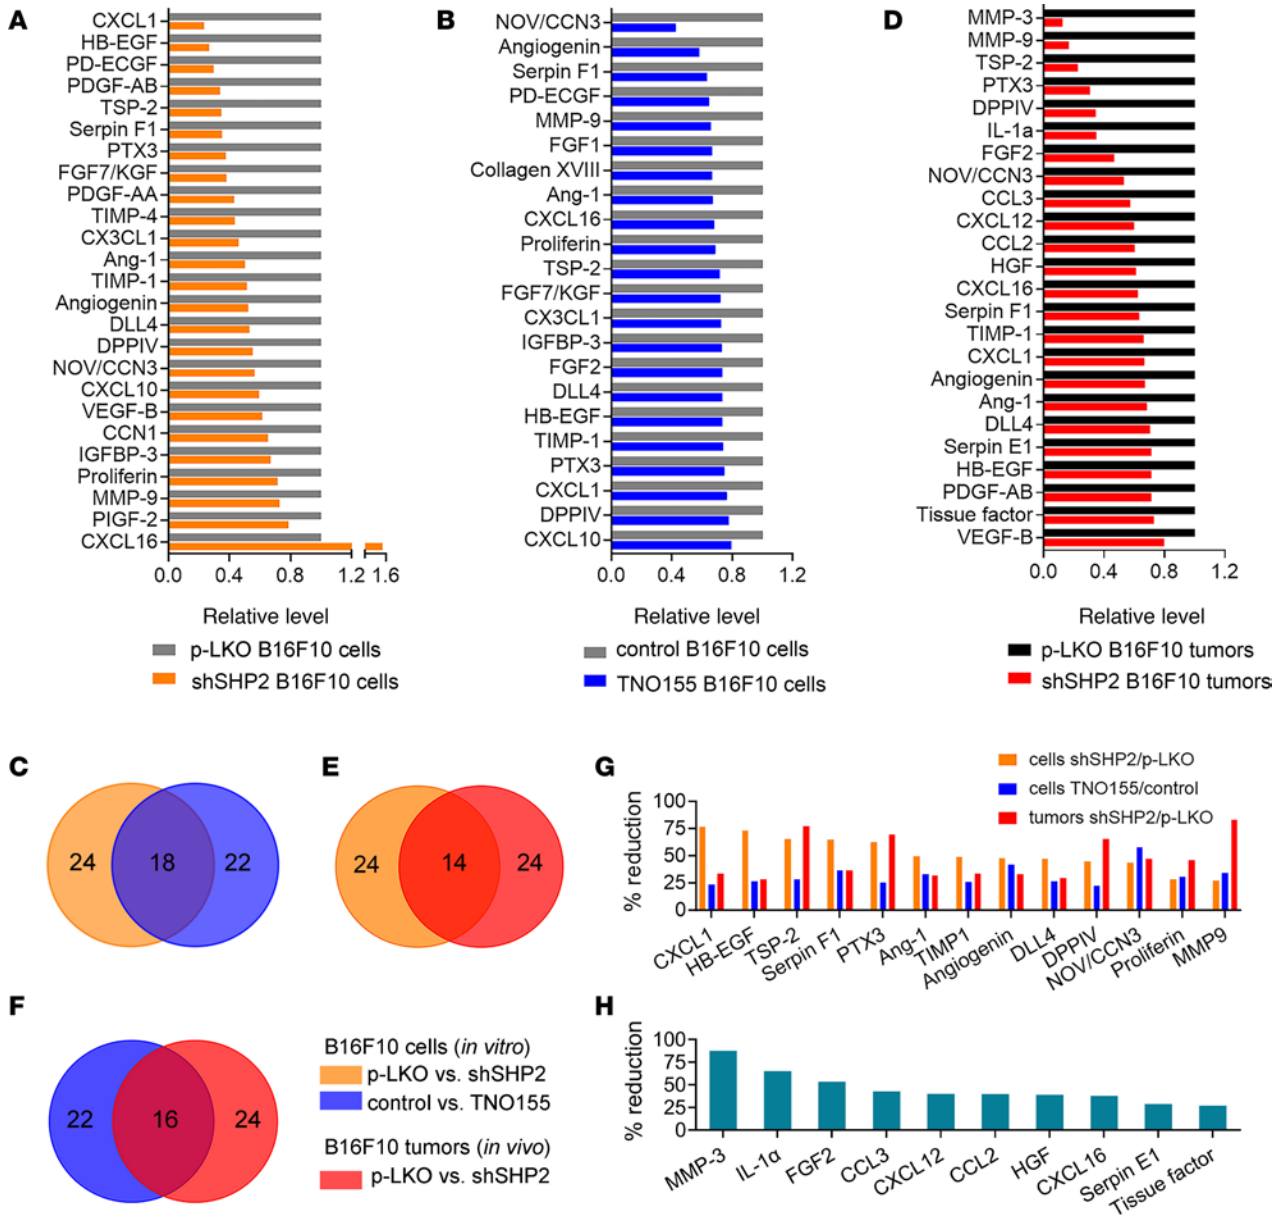 A
CXCL1
HB-EGF
PD-ECGF
PDGF-AB
TSP-2
Serpin F1
PTX3
FGF7/KGF
PDGF-AA
TIMP-4
CX3CL1
Ang-1
TIMP-1
Angiogenin
DLL4
DPPIV
NOV/CCN3
CXCL10
VEGF-B
CCN1
IGFBP-3
Proliferin
MMP-9
PIGF-2
CXCL16
0.0 0.4 0.8 1.2 1.6
Relative level
p-LKO B16F10 cells
shSHP2 B16F10 cells
B
NOV/CCN3
Angiogenin
Serpin F1
PD-ECGF
MMP-9
FGF1
Collagen XVIII
Ang-1
CXCL16
Proliferin
TSP-2
FGF7/KGF
CX3CL1
IGFBP-3
FGF2
DLL4
HB-EGF
TIMP-1
PTX3
CXCL1
DPPIV
CXCL10
0.0 0.4 0.8 1.2
Relative level
control B16F10 cells
TNO155 B16F10 cells
D
MMP-3
MMP-9
TSP-2
PTX3
DPPIV
IL-1a
FGF2
NOV/CCN3
CCL3
CXCL12
CCL2
HGF
CXCL16
Serpin F1
TIMP-1
CXCL1
Angiogenin
Ang-1
DLL4
Serpin E1
HB-EGF
PDGF-AB
Tissue factor
VEGF-B
0.0 0.4 0.8 1.2
Relative level
p-LKO B16F10 tumors
shSHP2 B16F10 tumors
C
24 18 22
E
24 14 24
G
cells shSHP2/p-LKO
cells TNO155/control
tumors shSHP2/p-LKO
% reduction
100
75
50
25
0
CXCL1
HB-EGF
TSP-2
Serpin F1
PTX3
Ang-1
TIMP1
Angiogenin
DLL4
DPPIV
NOV/CCN3
Proliferin
MMP9
F
22 16 24
B16F10 cells (in vitro)
p-LKO vs. shSHP2
control vs. TNO155
B16F10 tumors (in vivo)
p-LKO vs. shSHP2
H
% reduction
100
75
50
25
0
MMP-3
IL-1α
FGF2
CCL3
CXCL12
CCL2
HGF
CXCL16
Serpin E1
Tissue factor